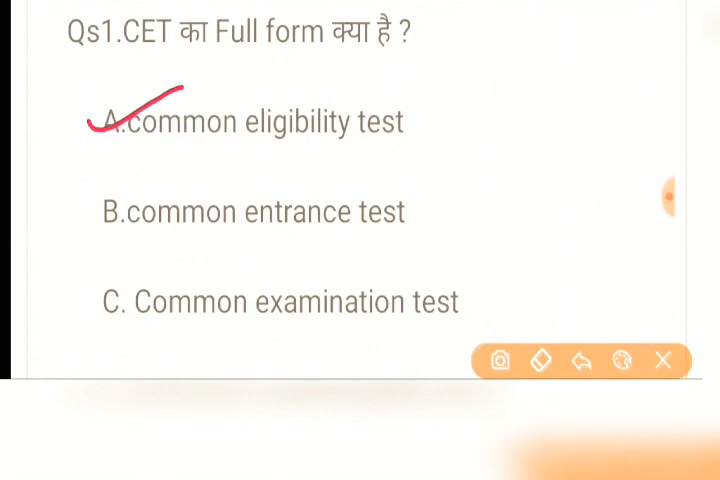 Qs1.CET का Full form क्या है ?
A.common eligibility test
B.common entrance test
C. Common examination test